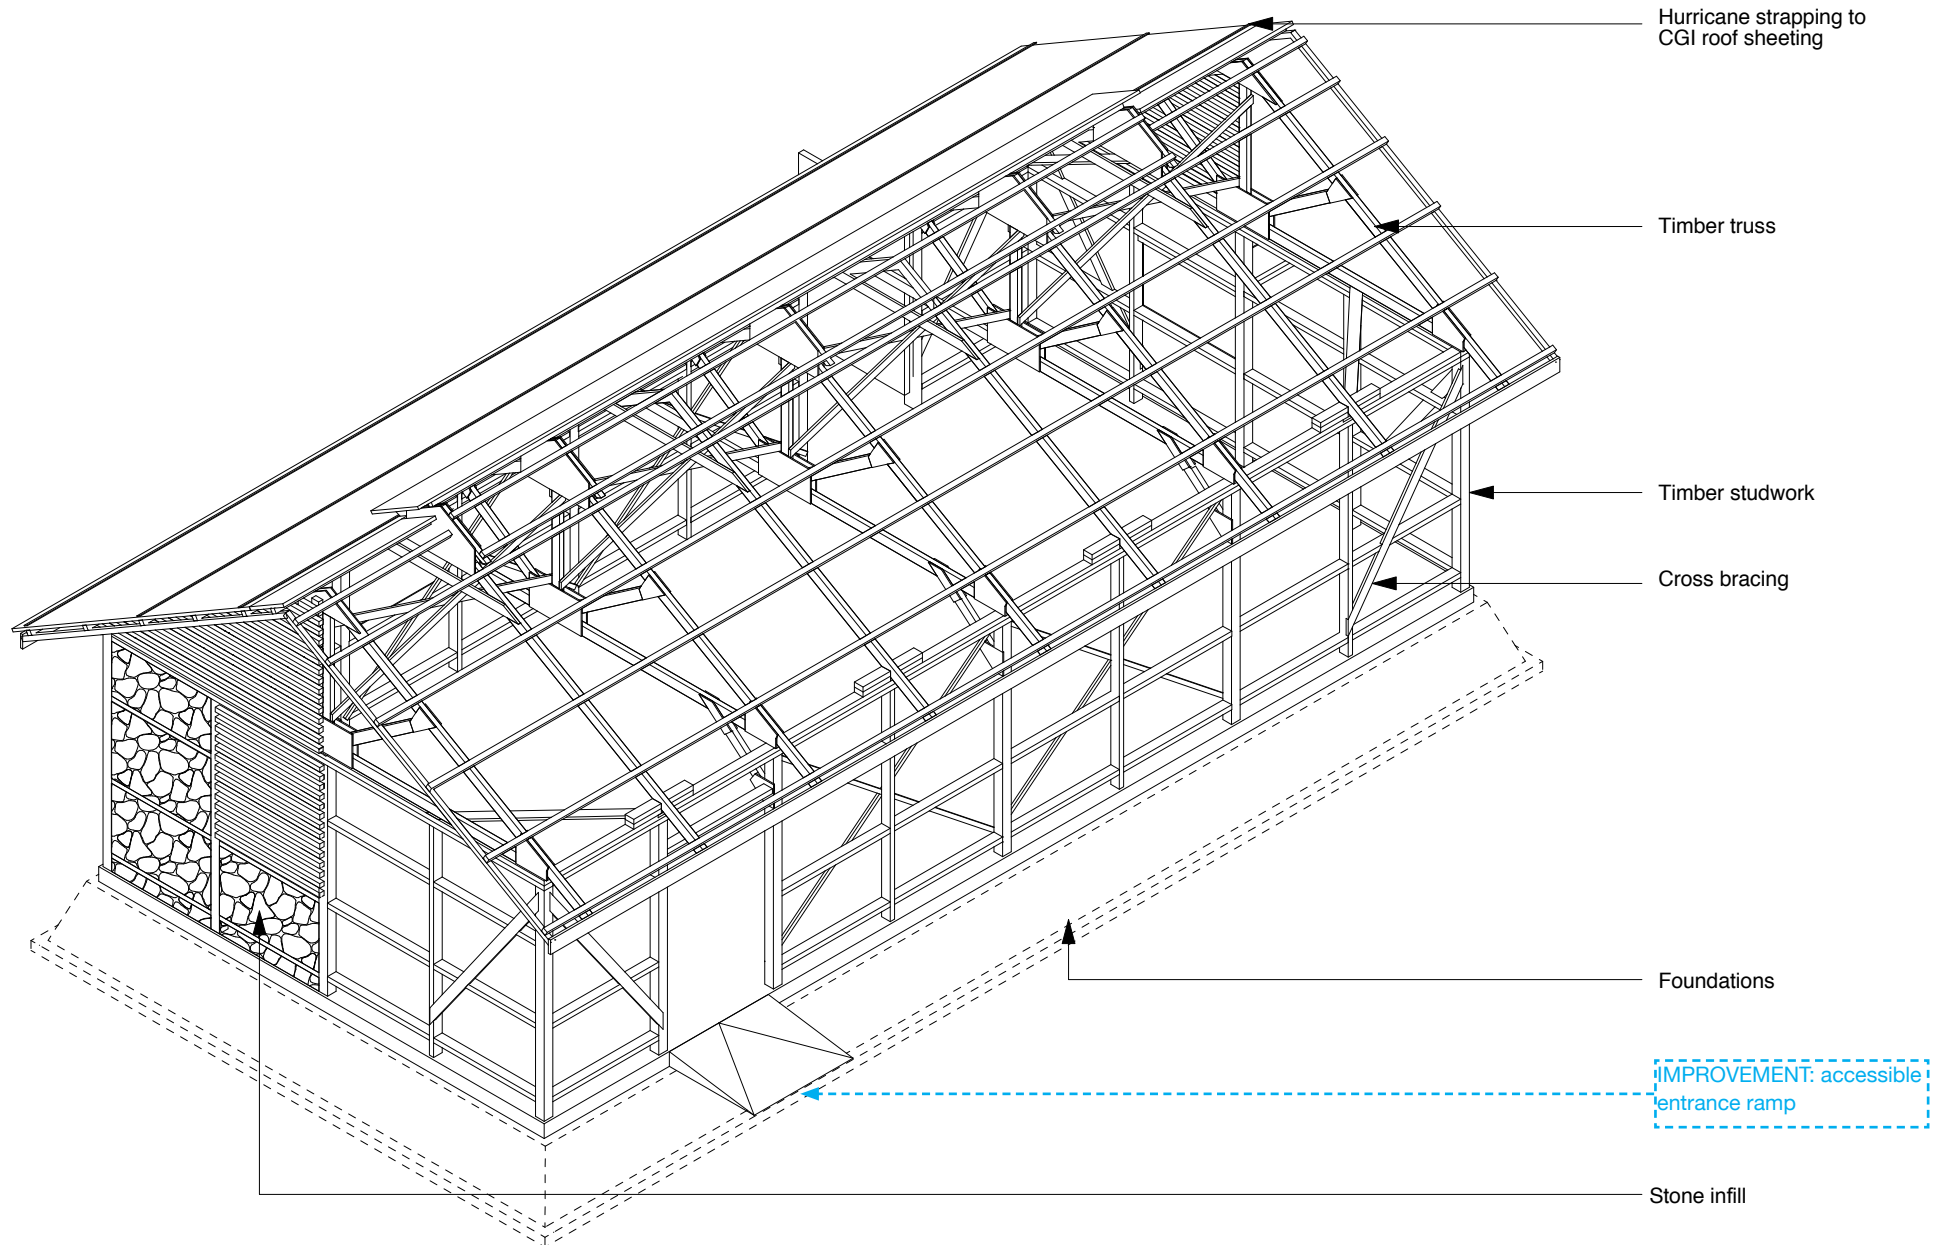 Hurricane strapping to
CGI roof sheeting
Timber truss
Timber studwork
Cross bracing
Foundations
IMPROVEMENT: accessible
entrance ramp
Stone infill